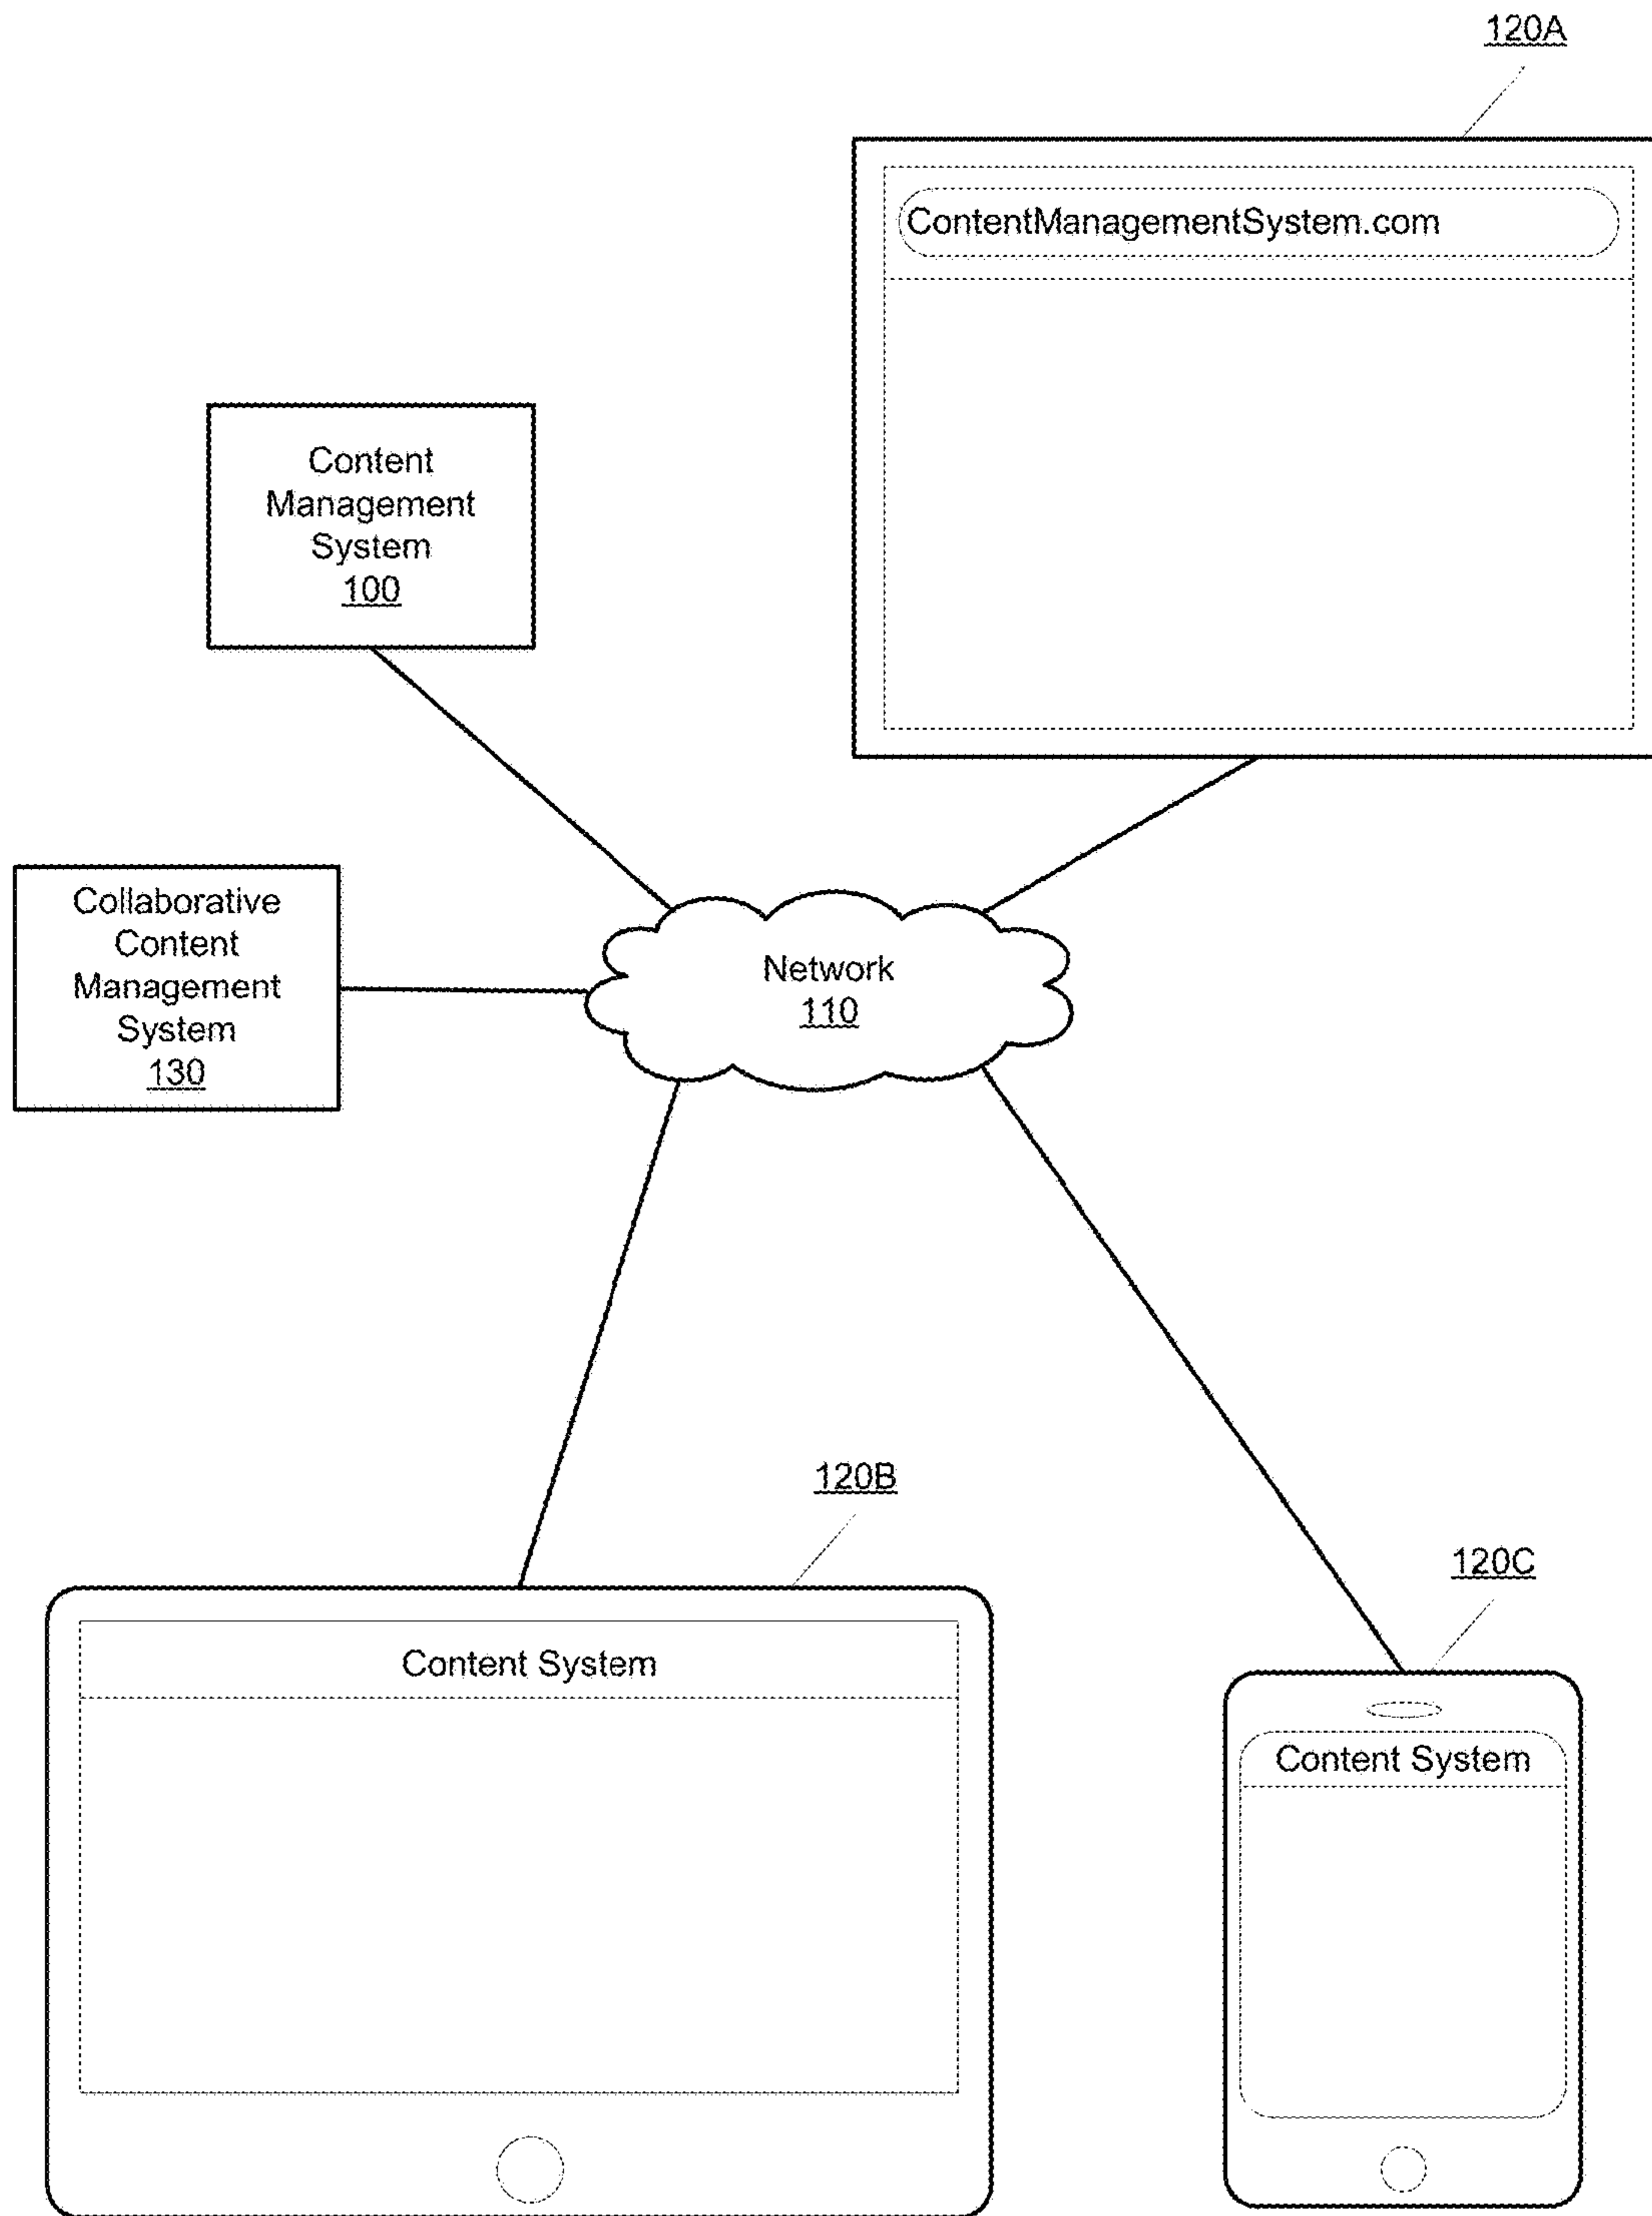 120A
ContentManagementSystem.com
Content
Management
System
100
Collaborative
Content
Management
System
130
Network
110
120B
Content System
120C
Content System